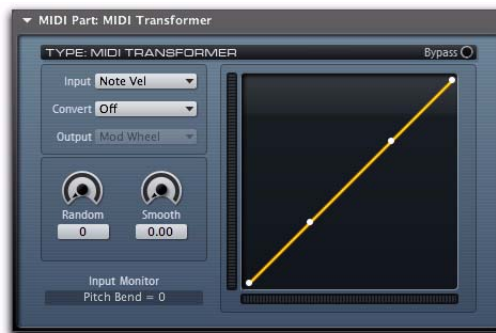 MIDI Part: MIDI Transformer
TYPE: MIDI TRANSFORMER Bypass
Input Note Vel
Convert Off
Output Mod Wheel
Random Smooth
0 0.00
Input Monitor
Pitch Bend = 0